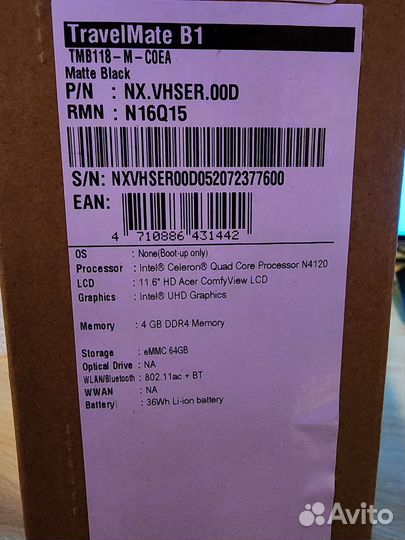 TravelMate B1
TMB118-M-C0EA
Matte Black
P/N : NX.VHSER.00D
RMN : N16Q15
S/N: NXVHSER00D052072377600
EAN:
4 710886 431442
OS : None(Boot-up only)
Processor : Intel® Celeron® Quad Core Processor N4120
LCD : 11.6" HD Acer ComfyView LCD
Graphics : Intel® UHD Graphics
Memory : 4 GB DDR4 Memory
Storage : eMMC 64GB
Optical Drive : NA
WLAN/Bluetooth : 802.11ac + BT
WWAN : NA
Battery : 36Wh Li-ion battery
Avito